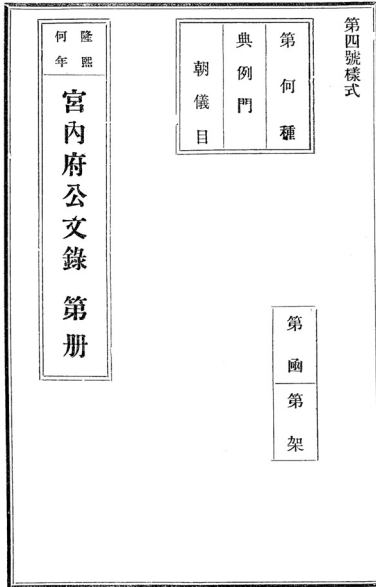 第四號樣式
第何種
典例門
朝儀目
第凾
第架
隆熙
何年
宮內府公文錄 第册